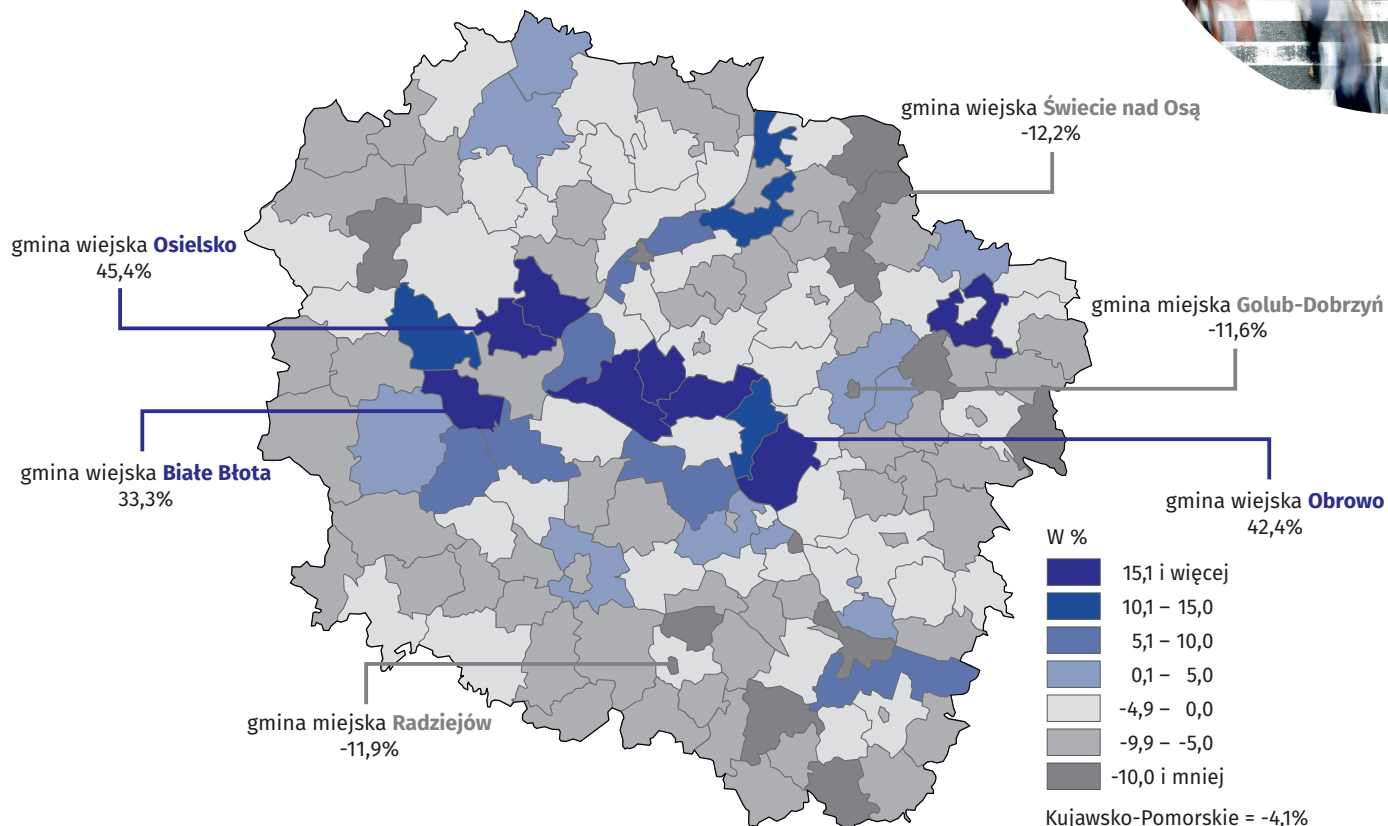 gmina wiejska Świecie nad Osą
-12,2%
gmina wiejska Osielsko
45,4%
gmina miejska Golub-Dobrzyń
-11,6%
gmina wiejska Białe Błota
33,3%
gmina wiejska Obrowo
42,4%
gmina miejska Radziejów
-11,9%
W %
15,1 i więcej
10,1 – 15,0
5,1 – 10,0
0,1 – 5,0
-4,9 – 0,0
-9,9 – -5,0
-10,0 i mniej
Kujawsko-Pomorskie = -4,1%